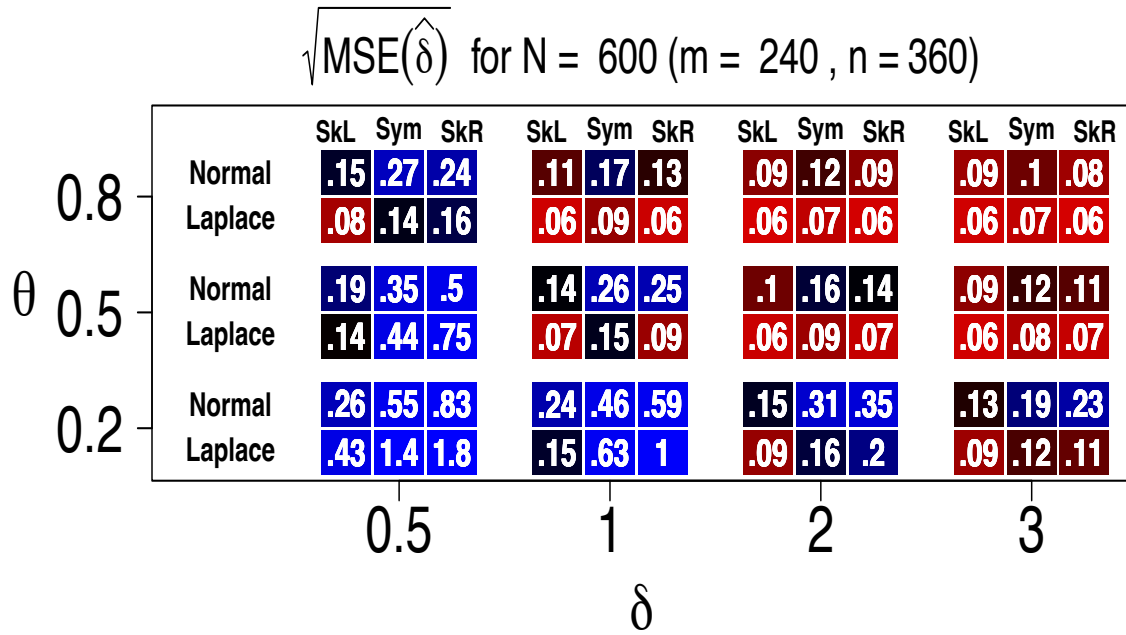 √MSE(δ̂) for N = 600 (m = 240 , n = 360)
SkL Sym SkR SkL Sym SkR SkL Sym SkR SkL Sym SkR
Normal .15 .27 .24 .11 .17 .13 .09 .12 .09 .09 .1 .08
0.8
Laplace .08 .14 .16 .06 .09 .06 .06 .07 .06 .06 .07 .06
Normal .19 .35 .5 .14 .26 .25 .1 .16 .14 .09 .12 .11
θ 0.5
Laplace .14 .44 .75 .07 .15 .09 .06 .09 .07 .06 .08 .07
Normal .26 .55 .83 .24 .46 .59 .15 .31 .35 .13 .19 .23
0.2
Laplace .43 1.4 1.8 .15 .63 1 .09 .16 .2 .09 .12 .11
0.5 1 2 3
δ